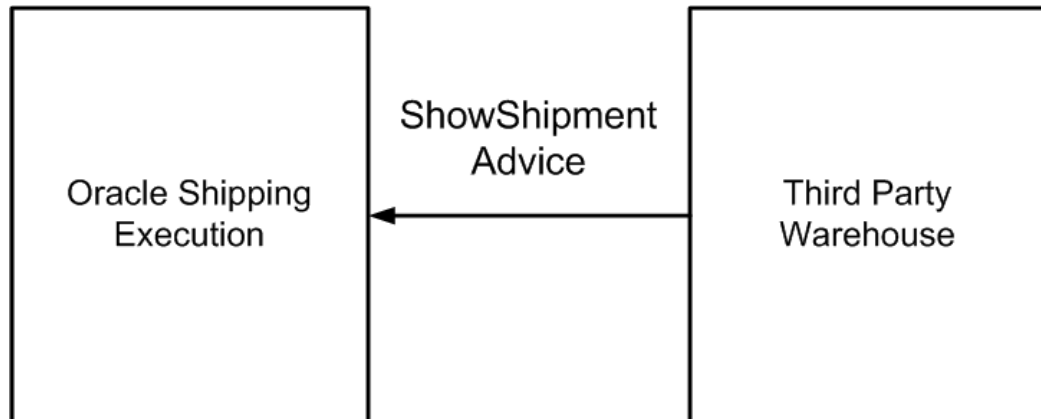 Oracle Shipping
Execution
ShowShipment
Advice
Third Party
Warehouse